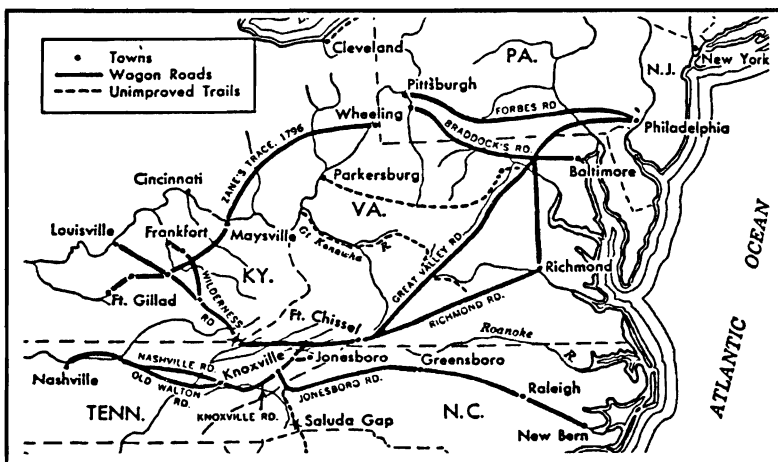 Towns
Wagon Roads
Unimproved Trails
Cleveland
PA.
N.J.
New York
Pittsburgh
FORBES RD
Wheeling
BRADDOCK'S RD.
Philadelphia
ZANE'S TRACE, 1796
Baltimore
Cincinnati
Parkersburg
VA.
Louisville
Frankfort
Maysville
Gt. Kanawha
R.
GREAT VALLEY RD.
OCEAN
KY.
WILDERNESS
RD
Ft. Gillad
Richmond
RICHMOND RD.
Ft. Chissel
Roanoke
R.
NASHVILLE RD.
Knoxville
Jonesboro
Greensboro
Nashville
OLD WALTON
RD.
JONESBORO RD.
Raleigh
ATLANTIC
TENN.
KNOXVILLE RD.
Saluda Gap
N.C.
New Bern